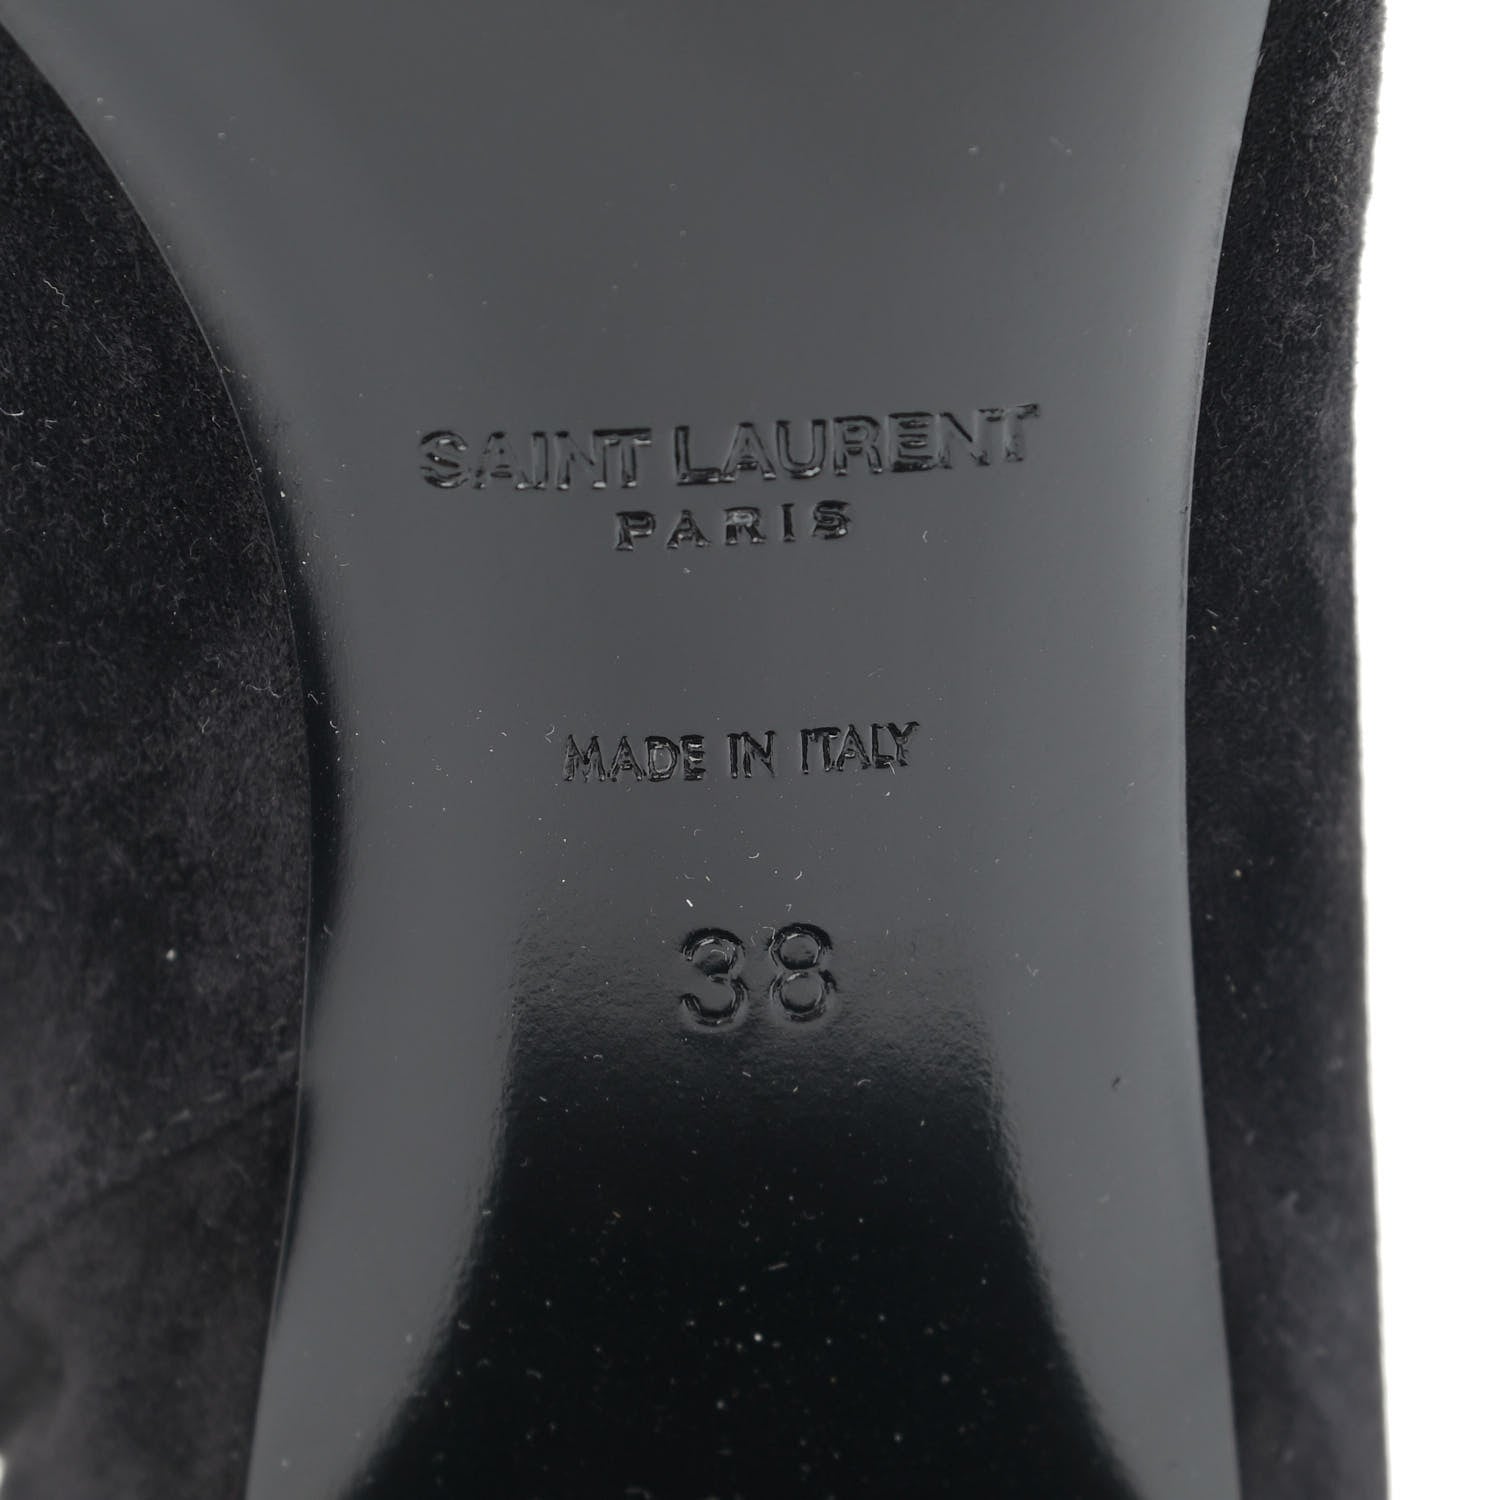 SAINT LAURENT
PARIS
MADE IN ITALY
38